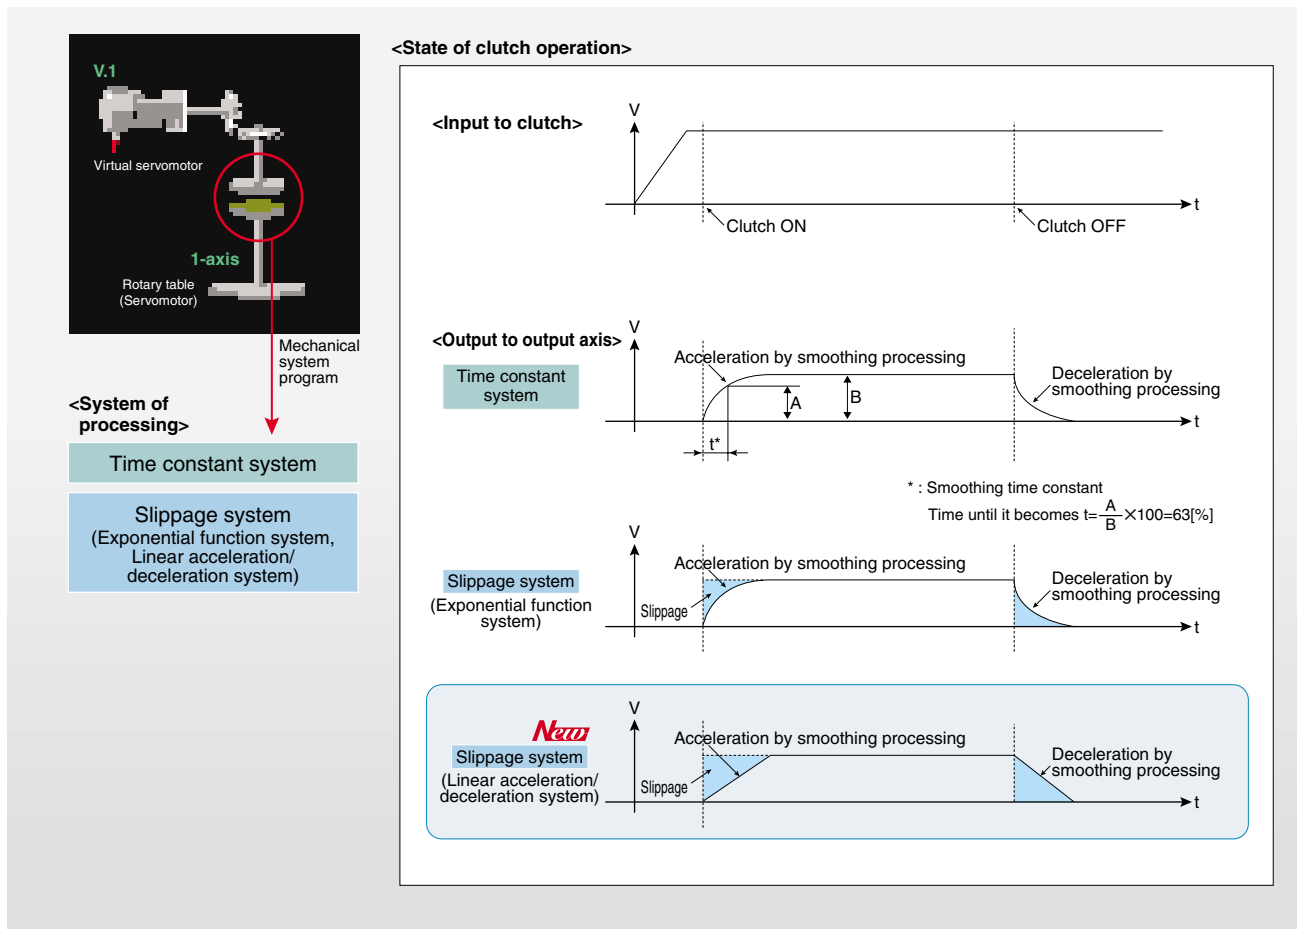 V.1
Virtual servomotor
1-axis
Rotary table
(Servomotor)
Mechanical
system
program
<System of
processing>
Time constant system
Slippage system
(Exponential function system,
Linear acceleration/
deceleration system)
<State of clutch operation>
<Input to clutch>
V
t
Clutch ON
Clutch OFF
<Output to output axis>
Time constant
system
V
Acceleration by smoothing processing
A
B
t*
Deceleration by
smoothing processing
t
* : Smoothing time constant
Time until it becomes t=A/B×100=63[%]
Slippage system
(Exponential function
system)
V
Acceleration by smoothing processing
Slippage
Deceleration by
smoothing processing
t
New
Slippage system
(Linear acceleration/
deceleration system)
V
Acceleration by smoothing processing
Slippage
Deceleration by
smoothing processing
t